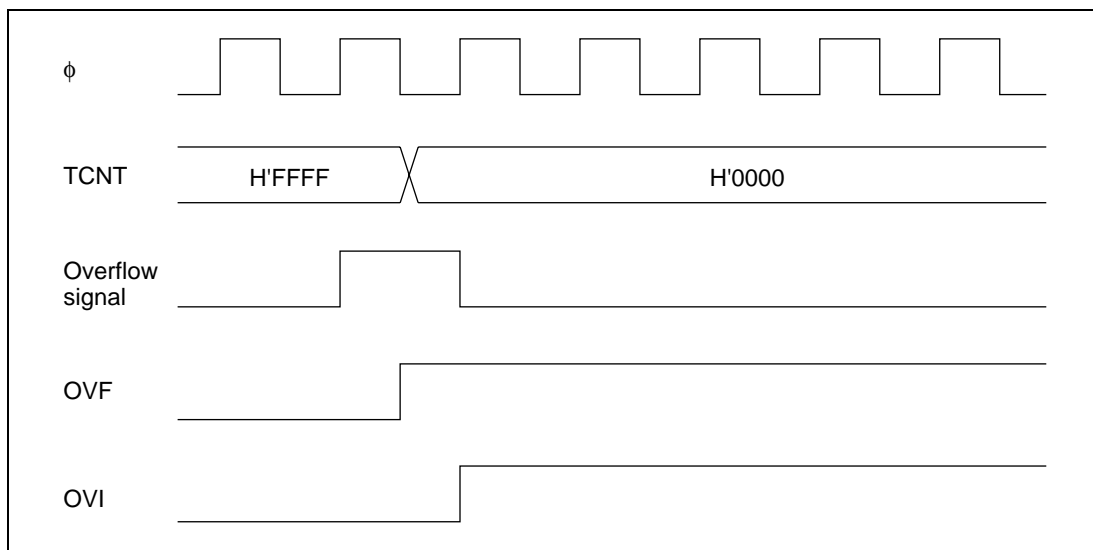 ϕ
TCNT
H'FFFF
H'0000
Overflow
signal
OVF
OVI